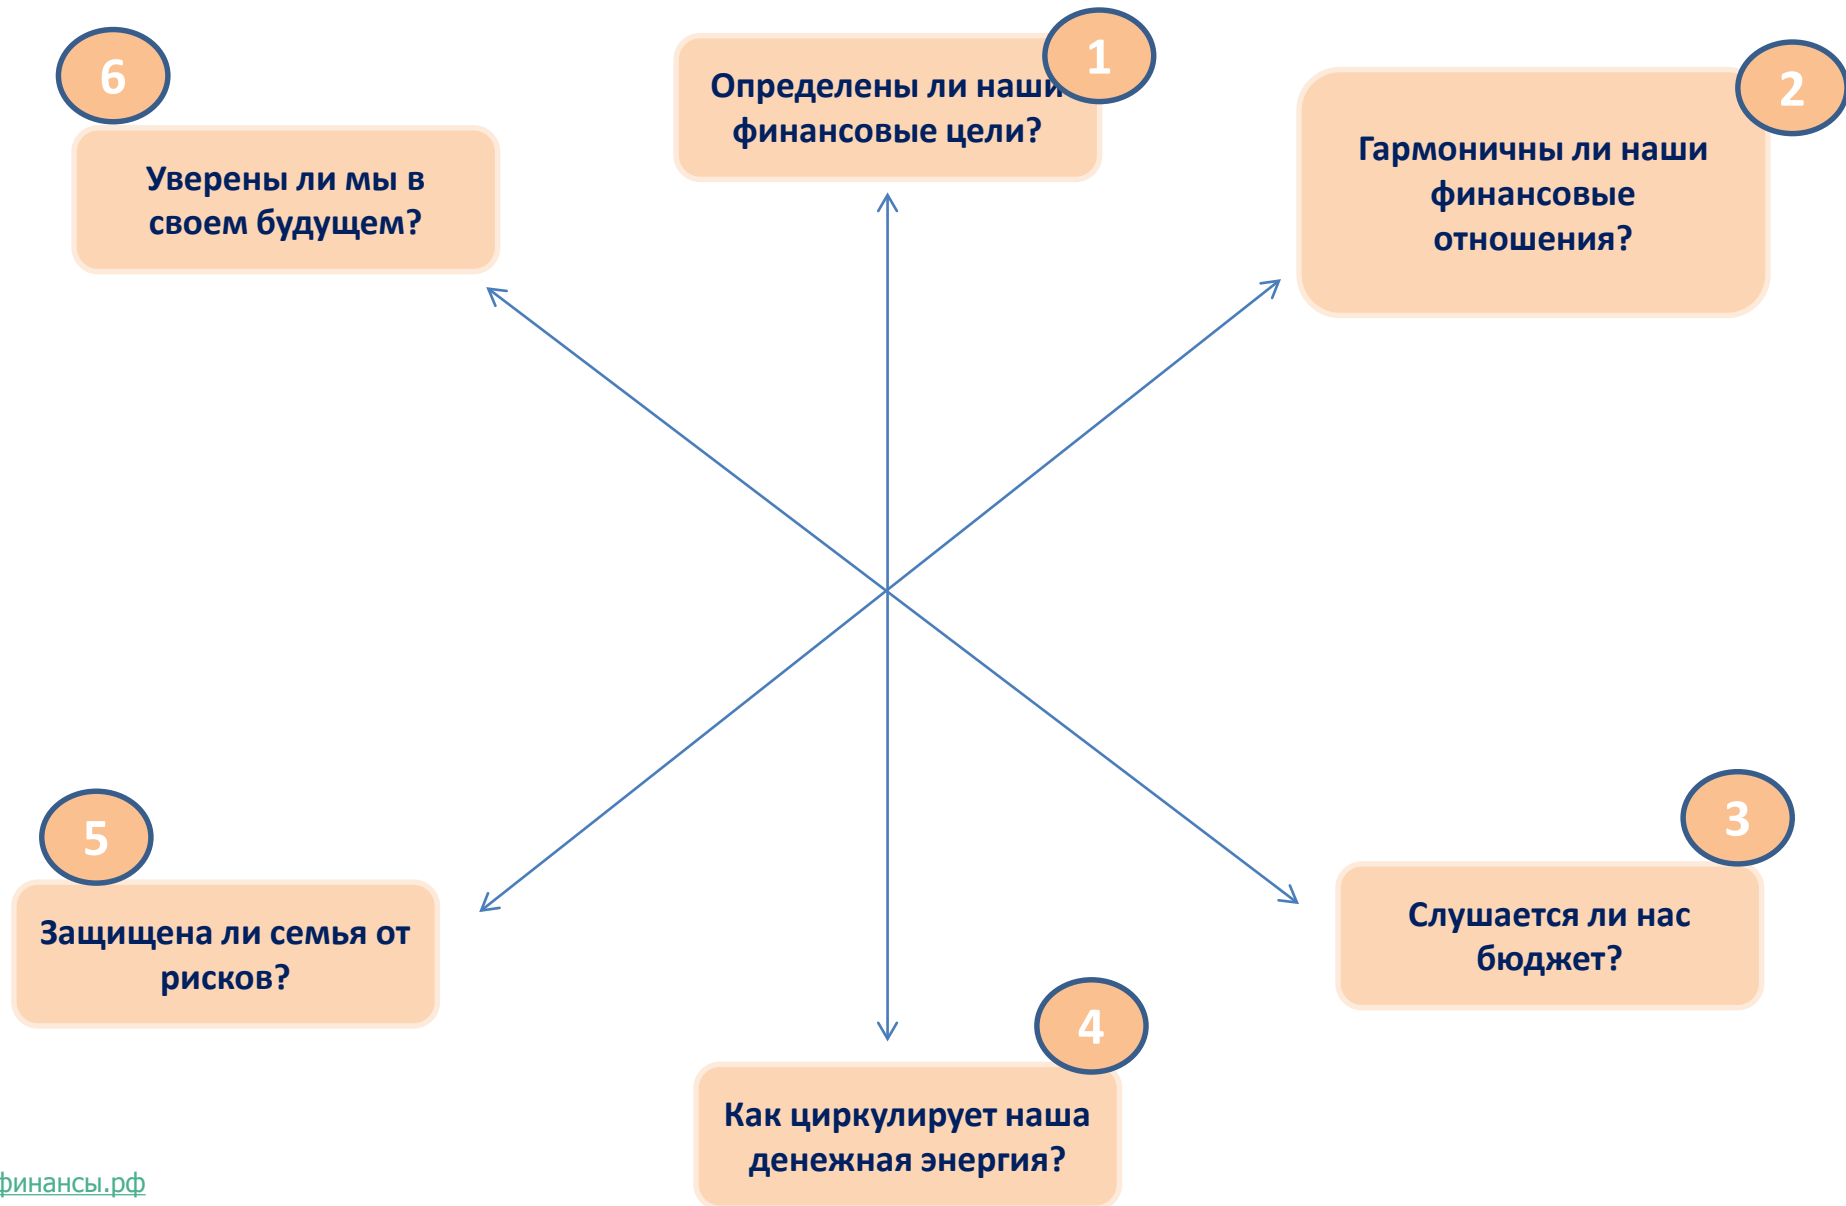 1
Определены ли наши
финансовые цели?
2
Гармоничны ли наши
финансовые
отношения?
3
Слушается ли нас
бюджет?
4
Как циркулирует наша
денежная энергия?
5
Защищена ли семья от
рисков?
6
Уверены ли мы в
своем будущем?
финансы.рф